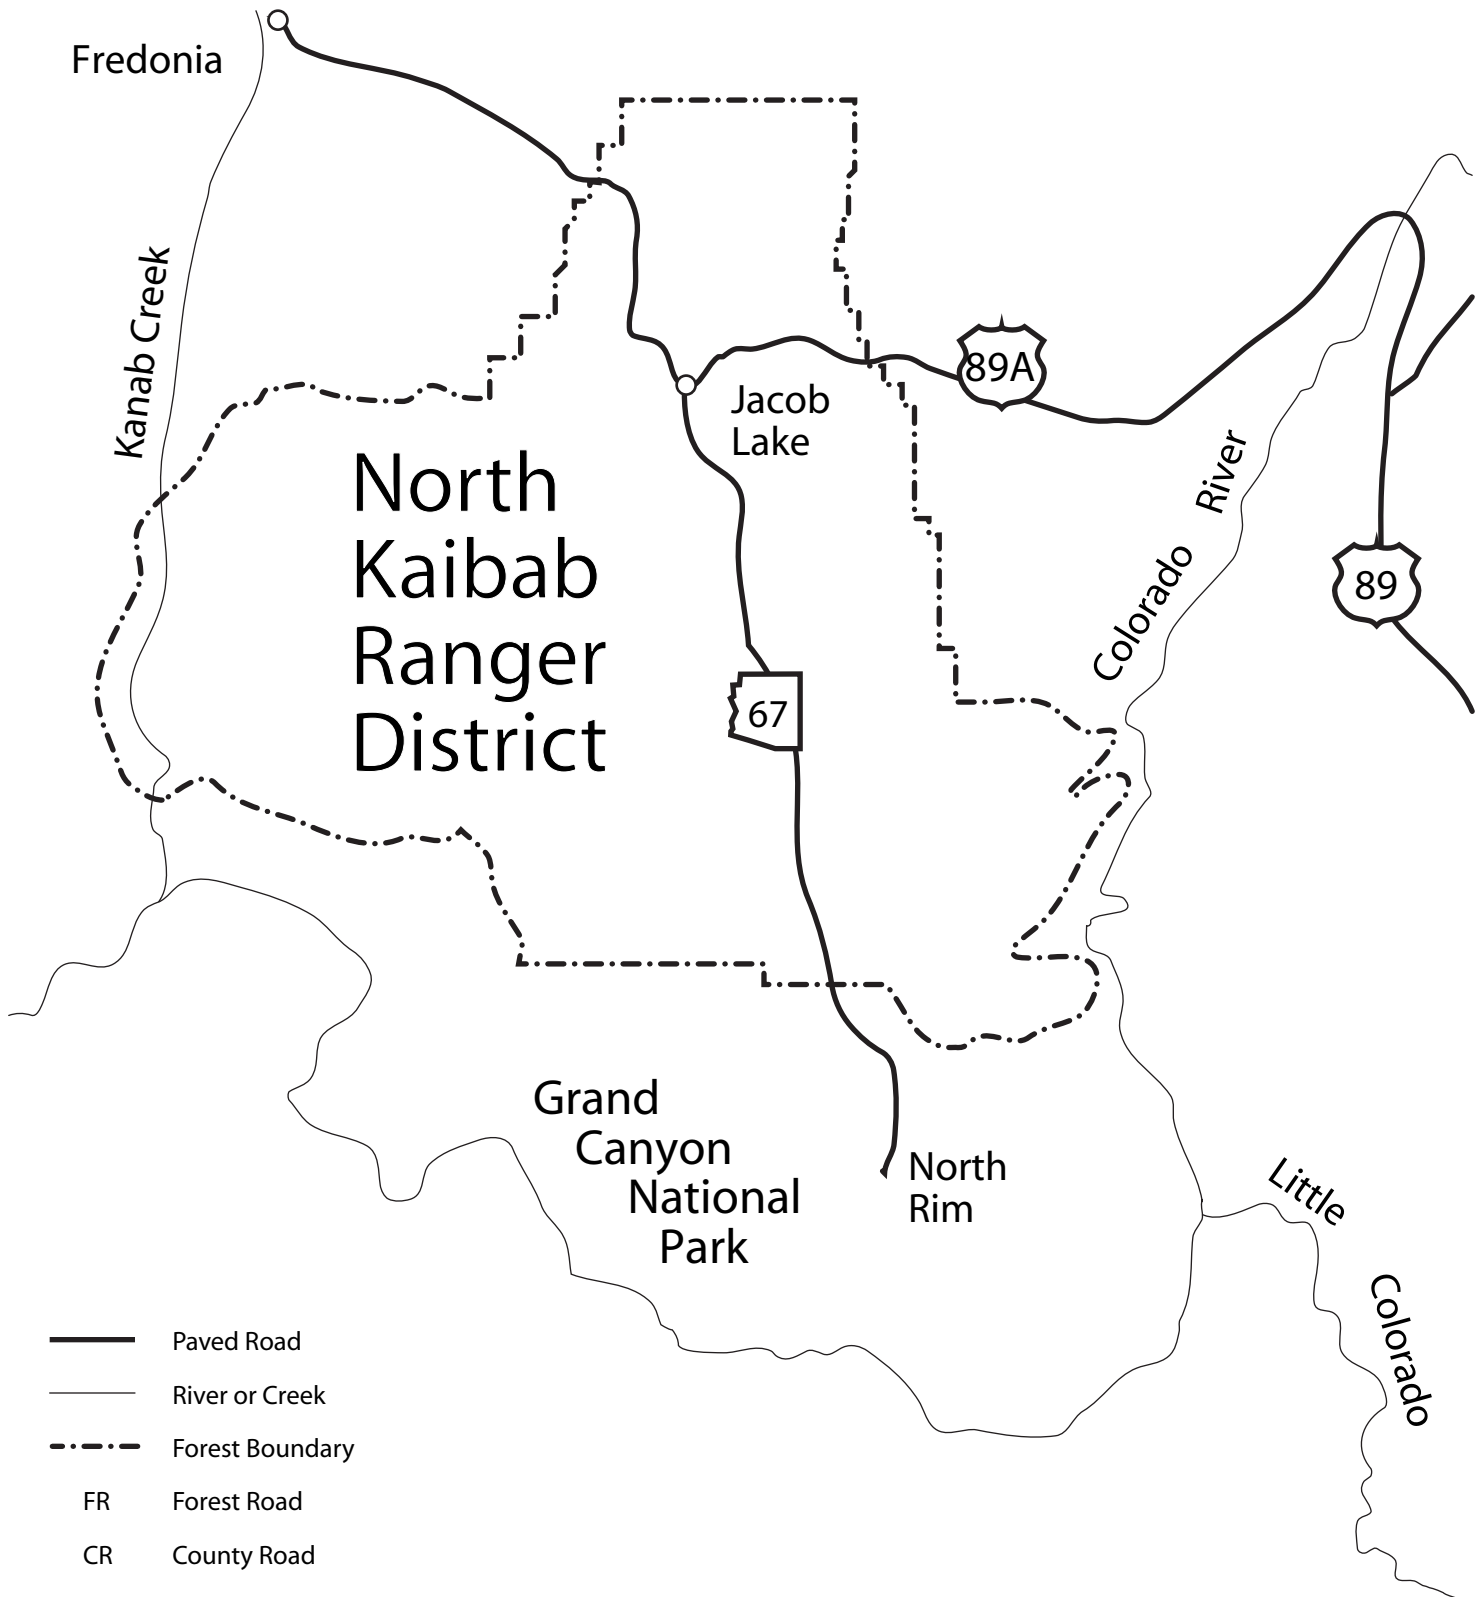 Fredonia
Kanab Creek
89A
Jacob
Lake
North
Kaibab
Ranger
District
Colorado River
89
67
Grand
Canyon
National
Park
North
Rim
Little
Colorado
Paved Road
River or Creek
Forest Boundary
FR Forest Road
CR County Road